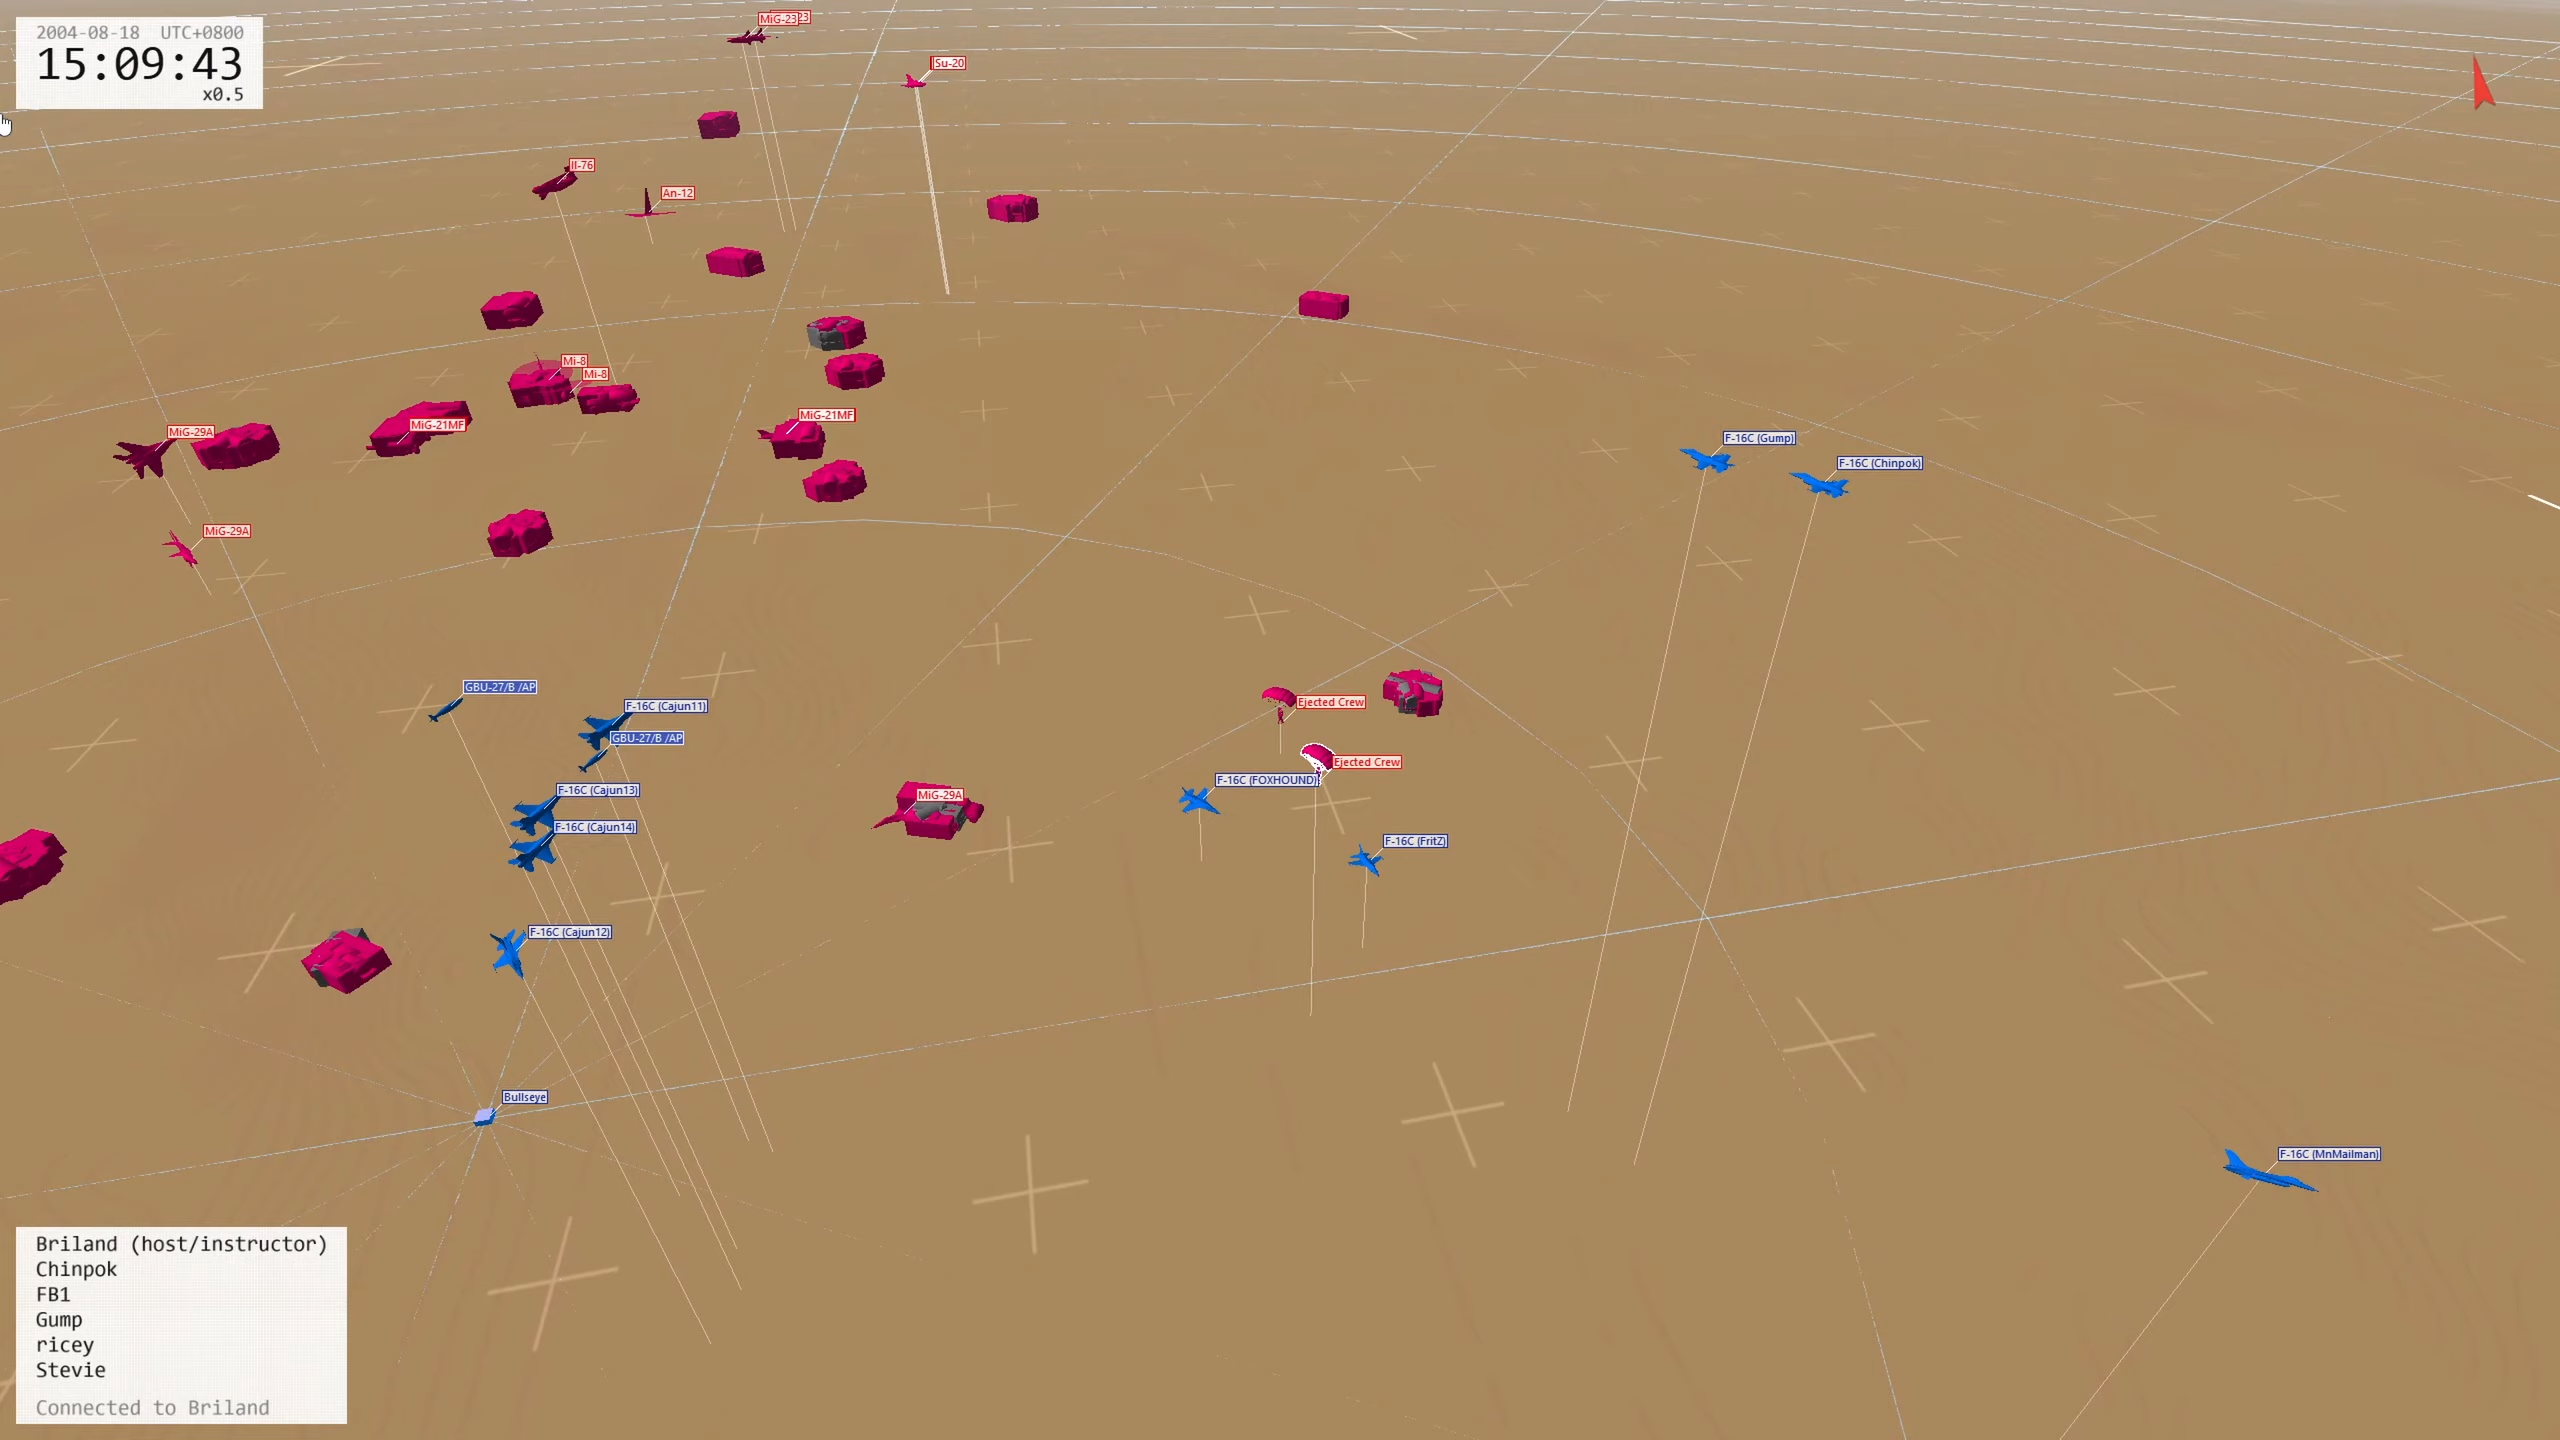 2004-08-18 UTC+0800
15:09:43
x0.5
MiG-23
23
Su-20
Il-76
An-12
Mi-8
Mi-8
MiG-21MF
MiG-21MF
MiG-29A
MiG-29A
F-16C (Gump)
F-16C (Chinpok)
GBU-27/B /AP
F-16C (Cajun11)
GBU-27/B /AP
Ejected Crew
Ejected Crew
F-16C (FOXHOUND)
F-16C (Cajun13)
MiG-29A
F-16C (Cajun14)
F-16C (FritZ)
F-16C (Cajun12)
Bullseye
F-16C (MnMailman)
Briland (host/instructor)
Chinpok
FB1
Gump
ricey
Stevie
Connected to Briland